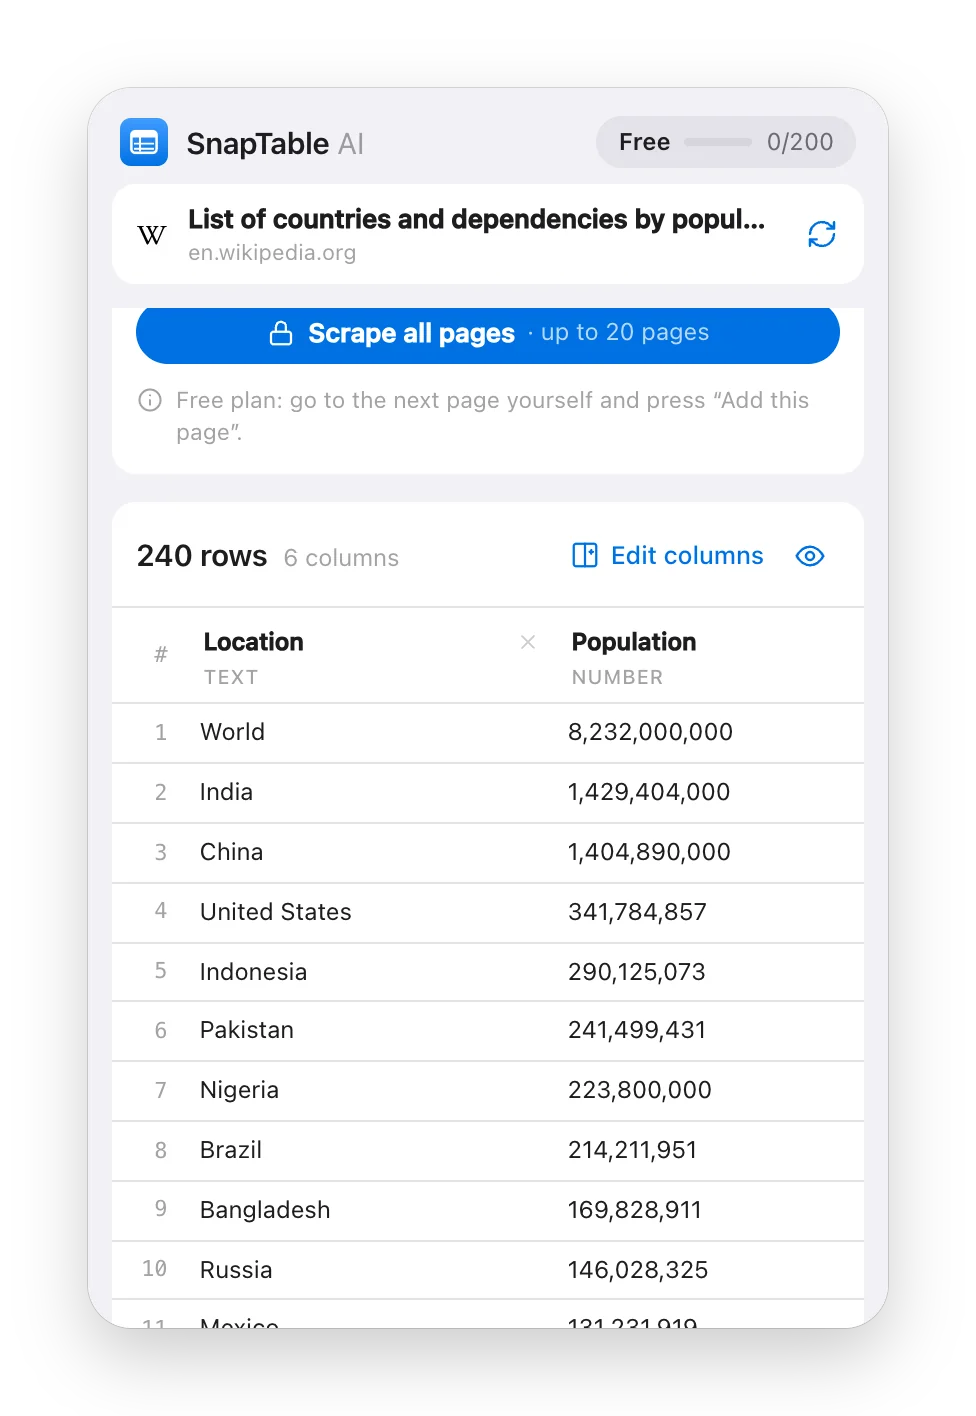 SnapTable AI
Free 0/200
W
List of countries and dependencies by popul...
en.wikipedia.org
Scrape all pages · up to 20 pages
Free plan: go to the next page yourself and press “Add this
page”.
240 rows 6 columns
Edit columns
# Location × Population
TEXT NUMBER
1 World 8,232,000,000
2 India 1,429,404,000
3 China 1,404,890,000
4 United States 341,784,857
5 Indonesia 290,125,073
6 Pakistan 241,499,431
7 Nigeria 223,800,000
8 Brazil 214,211,951
9 Bangladesh 169,828,911
10 Russia 146,028,325
11 Mexico 131,231,919